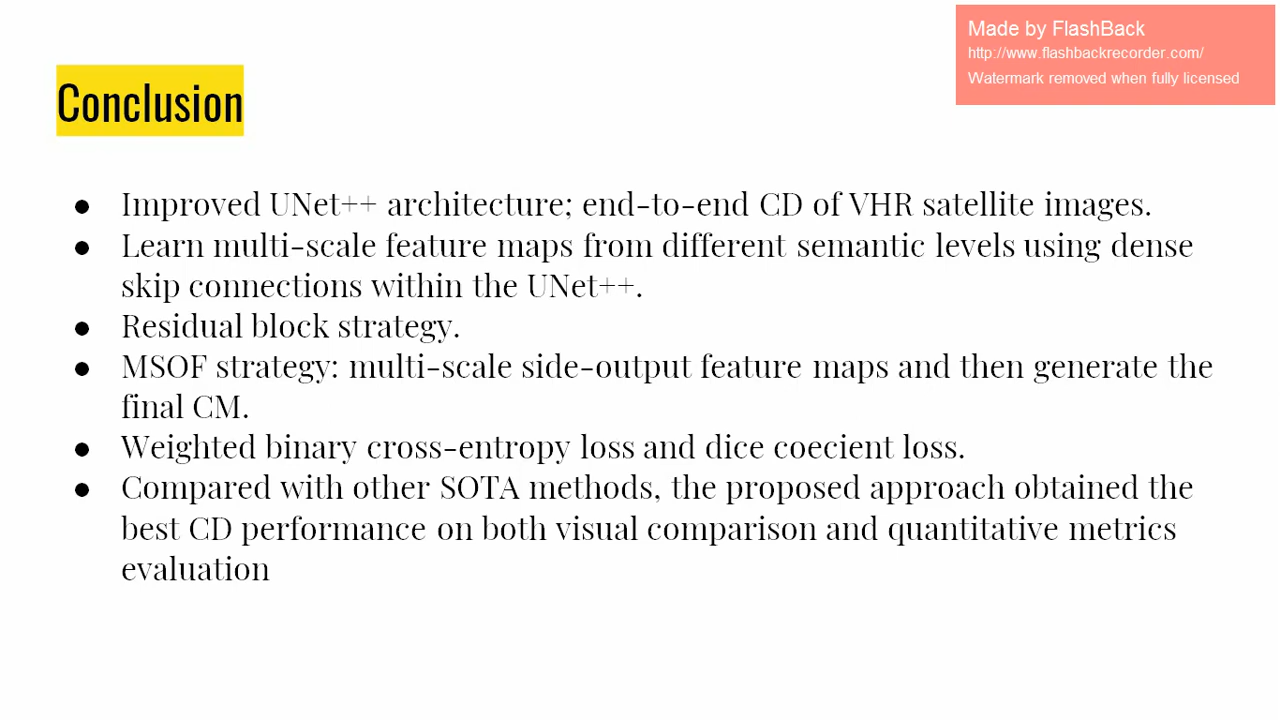 Made by FlashBack
http://www.flashbackrecorder.com/
Watermark removed when fully licensed
Conclusion
● Improved UNet++ architecture; end-to-end CD of VHR satellite images.
● Learn multi-scale feature maps from different semantic levels using dense
skip connections within the UNet++.
● Residual block strategy.
● MSOF strategy: multi-scale side-output feature maps and then generate the
final CM.
● Weighted binary cross-entropy loss and dice coecient loss.
● Compared with other SOTA methods, the proposed approach obtained the
best CD performance on both visual comparison and quantitative metrics
evaluation